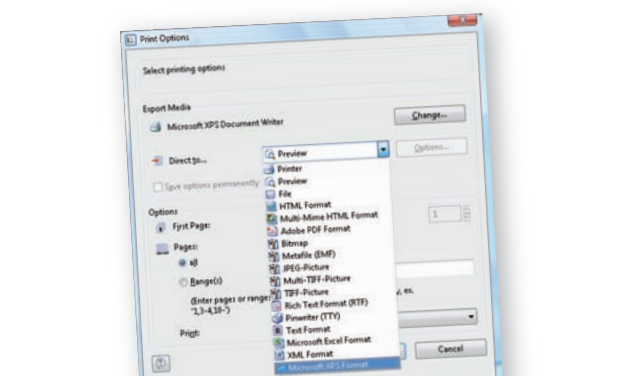 Print Options
Select printing options
Export Media
Microsoft XPS Document Writer
Change...
Direct to...
Preview
Options...
Printer
Save options permanently
Preview
File
HTML Format
Options
Multi-Mime HTML Format
First Page:
1
Adobe PDF Format
Pages:
Bitmap
all
Metafile (EMF)
JPEG-Picture
Range(s)
Multi-TIFF-Picture
(Enter pages or range
TIFF-Picture
, ex.
"1,3-4,10-")
Rich Text Format (RTF)
Pinwriter (TTY)
Print:
Text Format
Microsoft Excel Format
Cancel
XML Format
Microsoft XPS Format